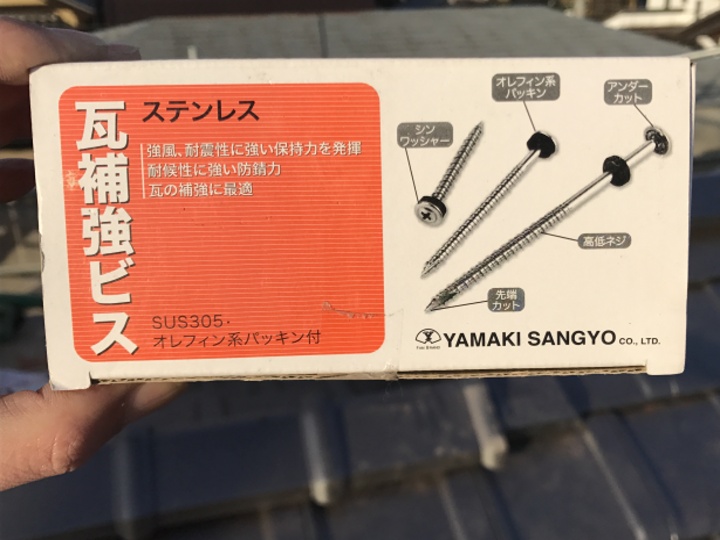 瓦補強ビス
ステンレス
強風、耐震性に強い保持力を発揮
耐候性に強い防錆力
瓦の補強に最適
SUS305・
オレフィン系パッキン付
シン
ワッシャー
オレフィン系
パッキン
アンダー
カット
高低ネジ
先端
カット
YAMAKI SANGYO CO., LTD.